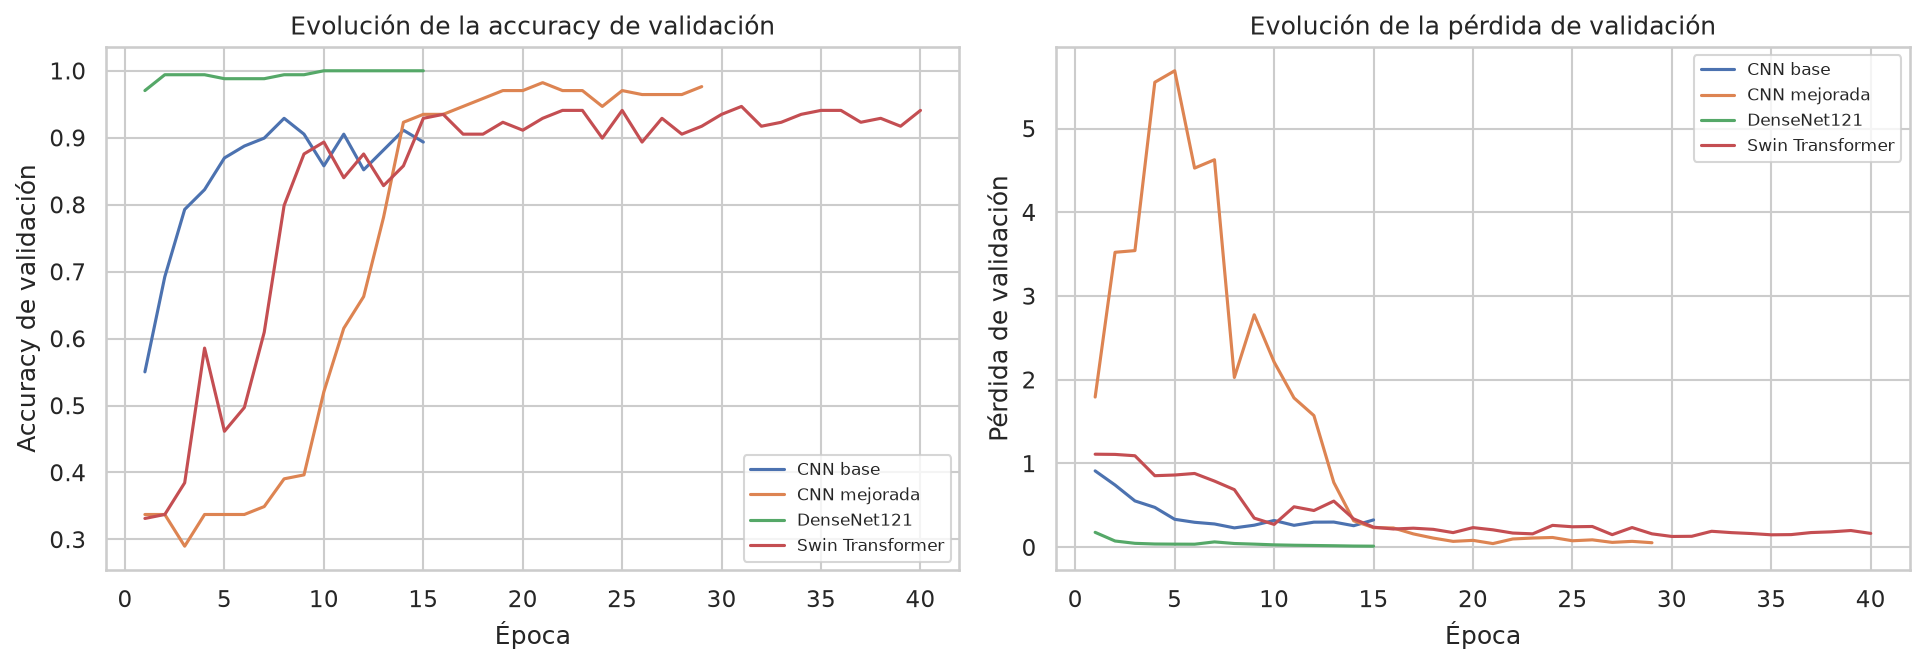 Evolución de la accuracy de validación
Accuracy de validación
1.0
0.9
0.8
0.7
0.6
0.5
0.4
0.3
0 5 10 15 20 25 30 35 40
Época
CNN base
CNN mejorada
DenseNet121
Swin Transformer
Evolución de la pérdida de validación
Pérdida de validación
5
4
3
2
1
0
0 5 10 15 20 25 30 35 40
Época
CNN base
CNN mejorada
DenseNet121
Swin Transformer